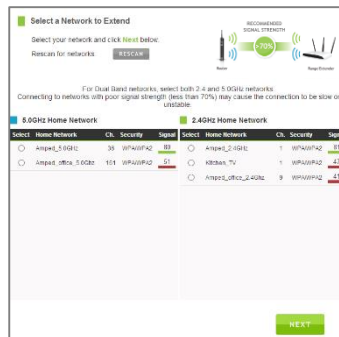 Select a Network to Extend
Select your network and click Next below.
Rescan for networks
RESCAN
RECOMMENDED
SIGNAL STRENGTH
>70%
Router
Range Extender
For Dual Band networks, select both 2.4 and 5.0GHz networks.
Connecting to networks with poor signal strength (less than 70%) may cause the connection to be slow or
unstable.
5.0GHz Home Network
Select Home Network Ch. Security Signal
Amped_5.0GHz 36 WPA/WPA2
Amped_office_5.0Ghz WPA/WPA2 51
2.4GHz Home Network
Select Home Network Ch. Security Sign
Amped_2.4GHz 1 WPA/WPA2
Kitchen_TV 1 WPA/WPA2
Amped_office_2.4Ghz 9 WPA/WPA2
NEXT